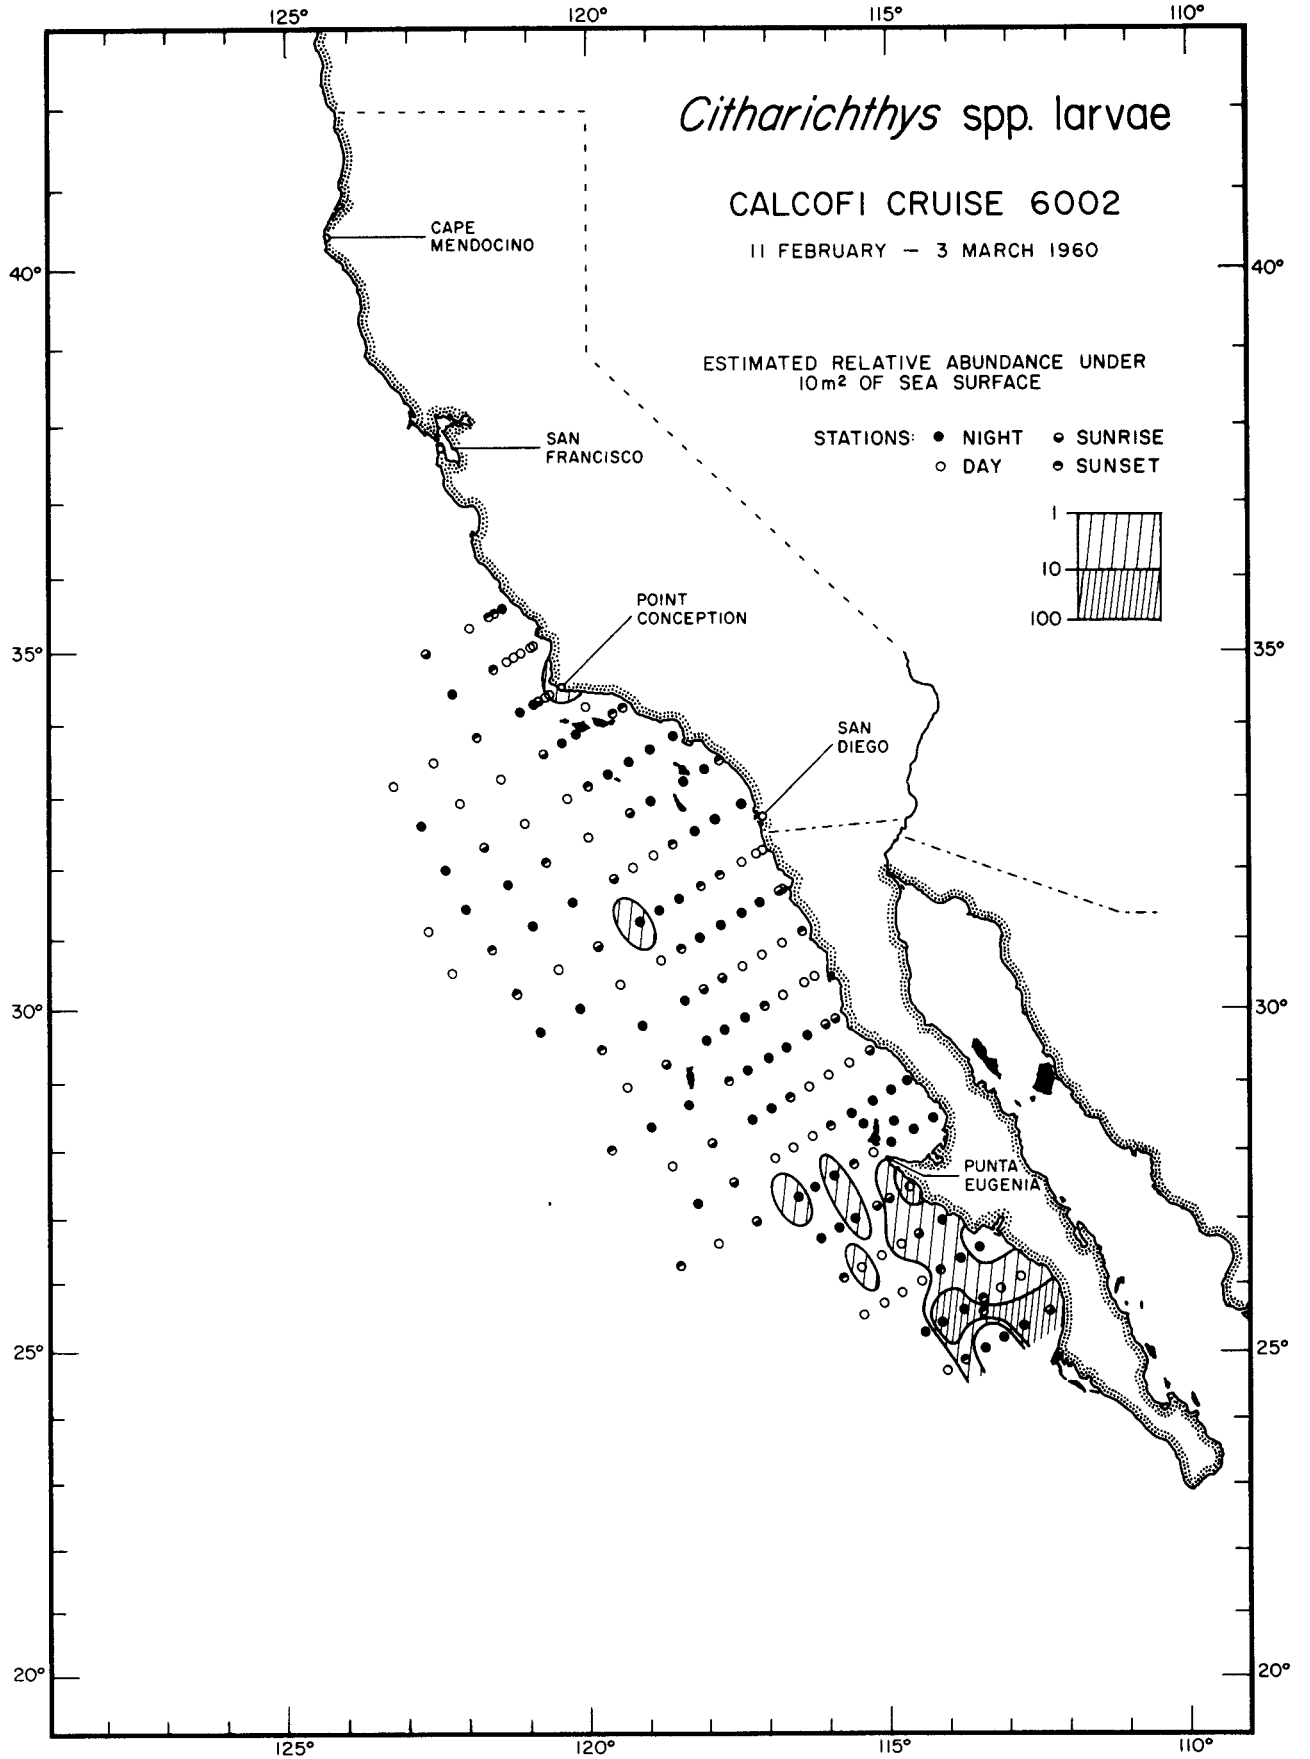 125°
120°
115°
110°
Citharichthys spp. larvae
CALCOFI CRUISE 6002
11 FEBRUARY — 3 MARCH 1960
CAPE
MENDOCINO
40°
40°
ESTIMATED RELATIVE ABUNDANCE UNDER
10m² OF SEA SURFACE
STATIONS: ● NIGHT ◒ SUNRISE
○ DAY ◓ SUNSET
SAN
FRANCISCO
1
10
100
POINT
CONCEPTION
35°
35°
SAN
DIEGO
30°
30°
PUNTA
EUGENIA
25°
25°
20°
20°
125°
120°
115°
110°